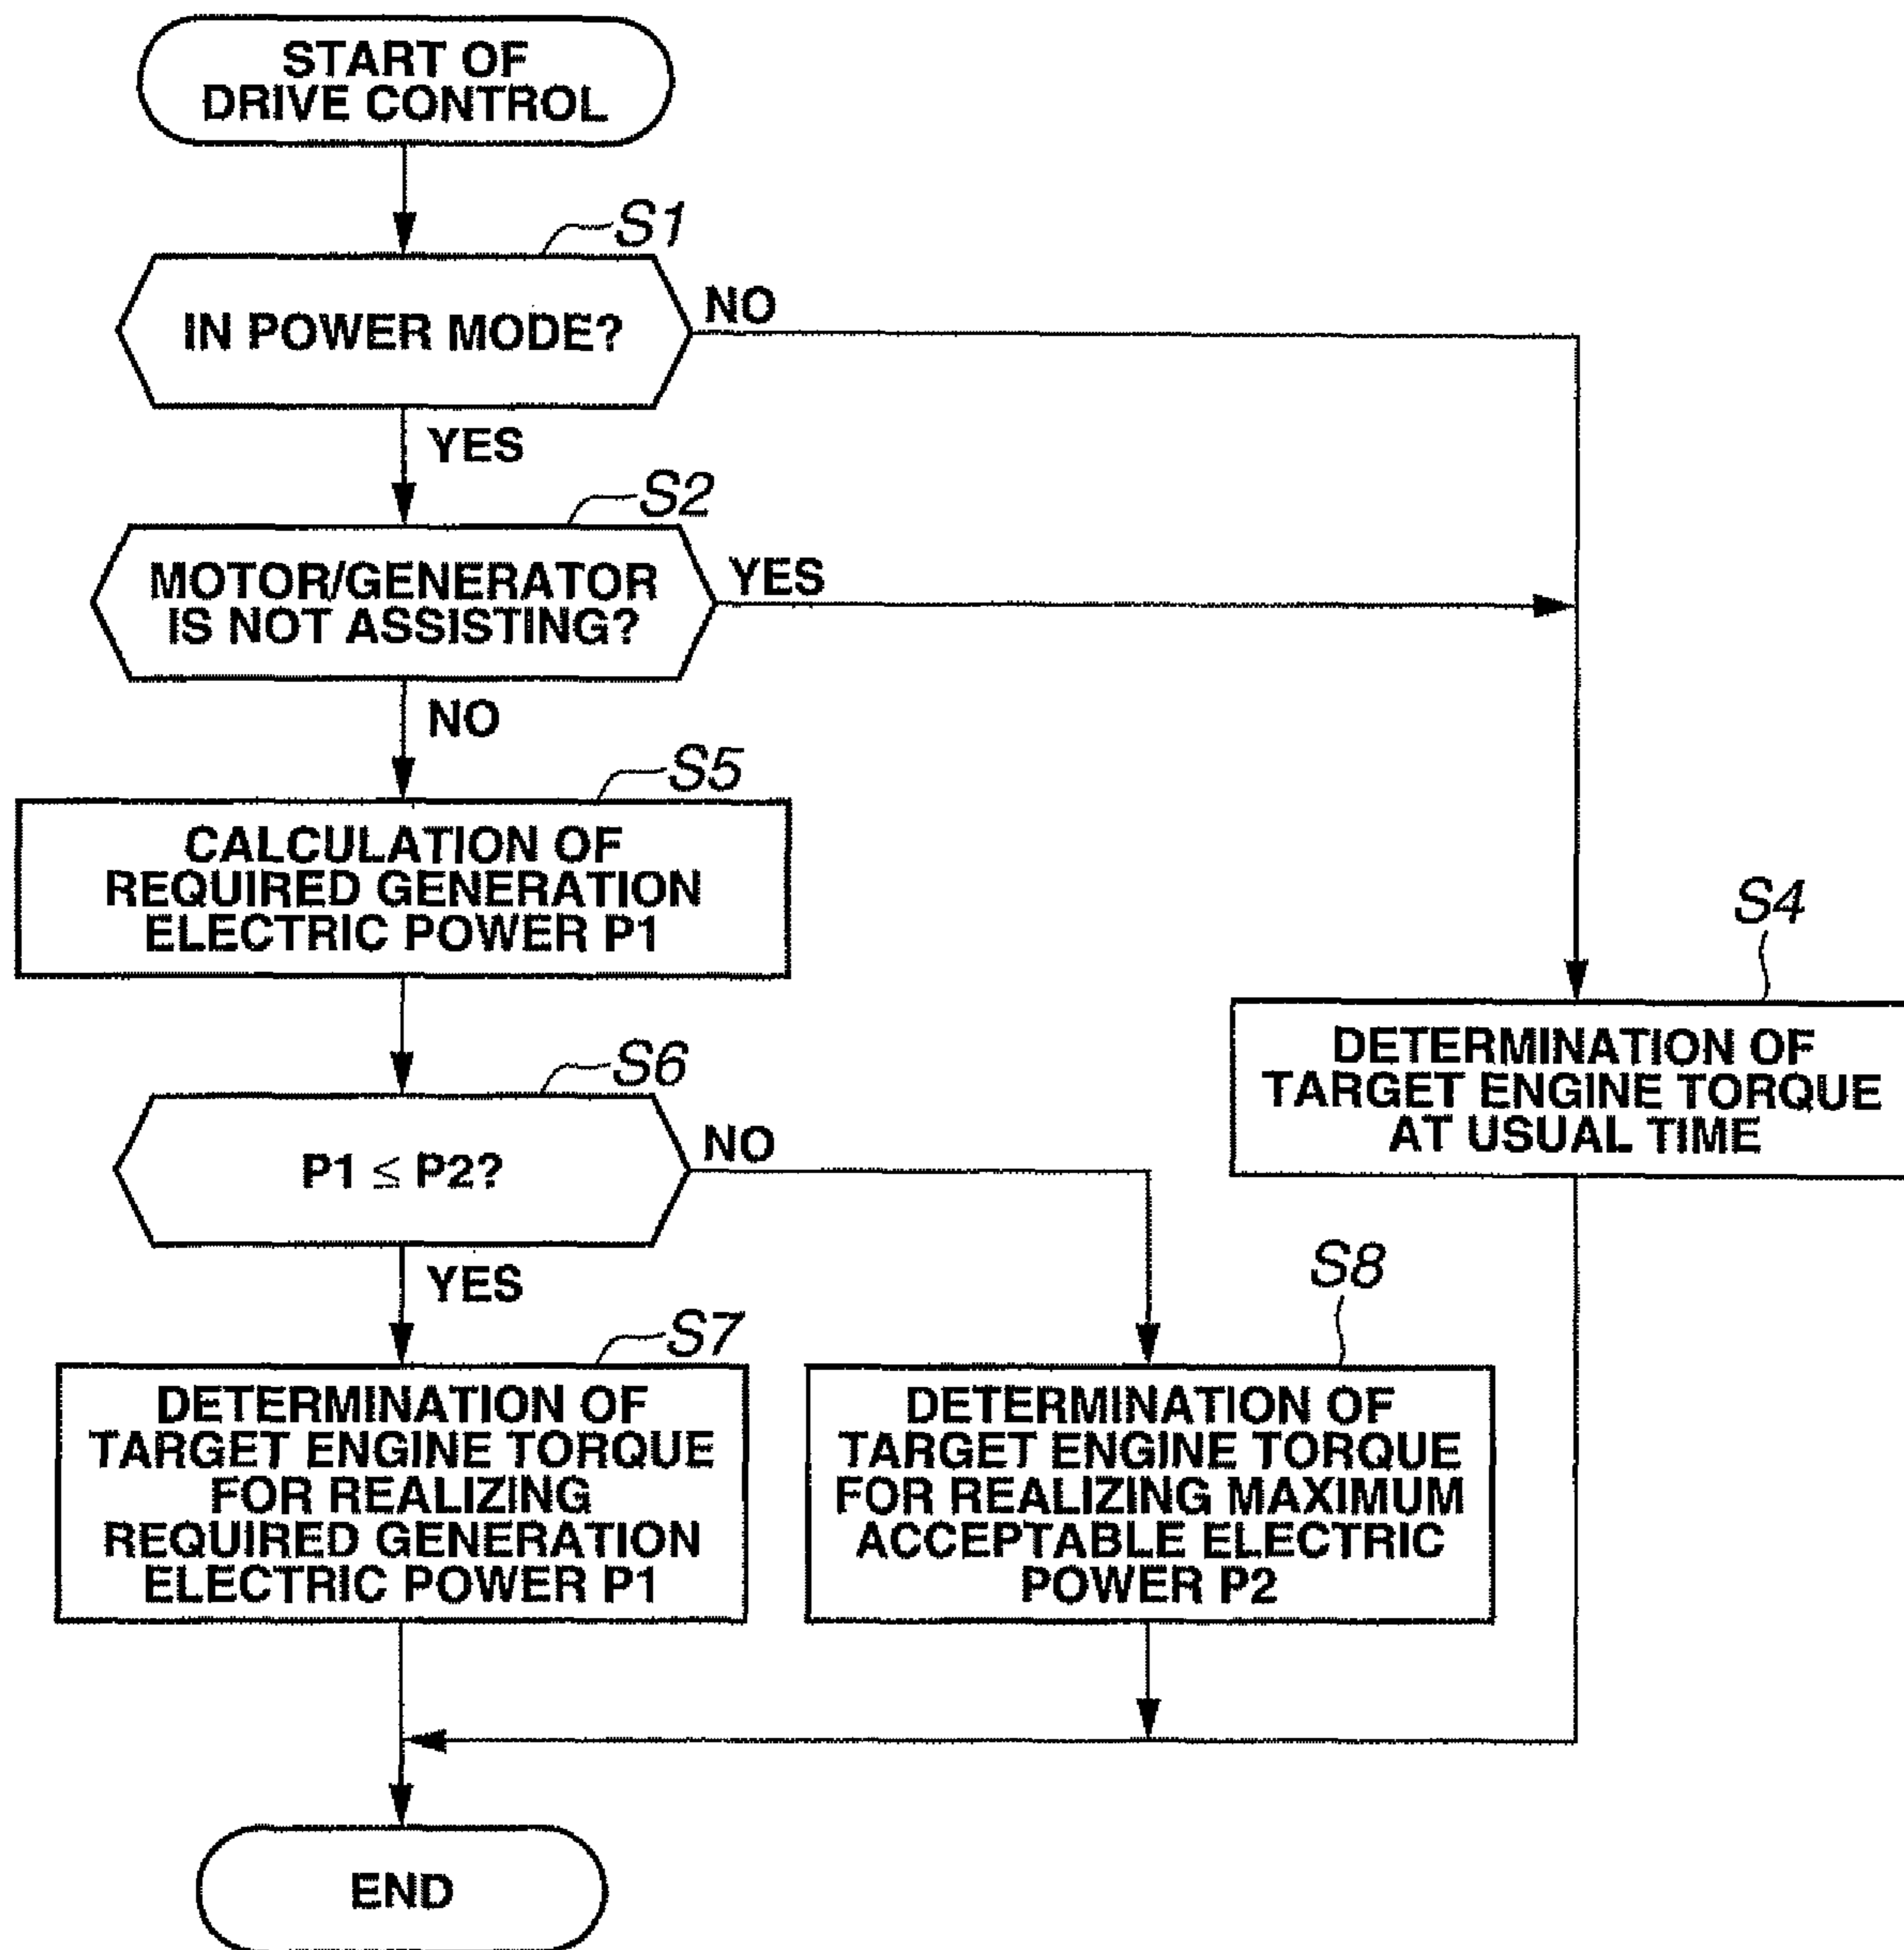 START OF
DRIVE CONTROL
S1
IN POWER MODE?
NO
YES
S2
MOTOR/GENERATOR
IS NOT ASSISTING?
YES
NO
S5
CALCULATION OF
REQUIRED GENERATION
ELECTRIC POWER P1
S4
DETERMINATION OF
TARGET ENGINE TORQUE
AT USUAL TIME
S6
P1 ≤ P2?
NO
YES
S7
DETERMINATION OF
TARGET ENGINE TORQUE
FOR REALIZING
REQUIRED GENERATION
ELECTRIC POWER P1
S8
DETERMINATION OF
TARGET ENGINE TORQUE
FOR REALIZING MAXIMUM
ACCEPTABLE ELECTRIC
POWER P2
END